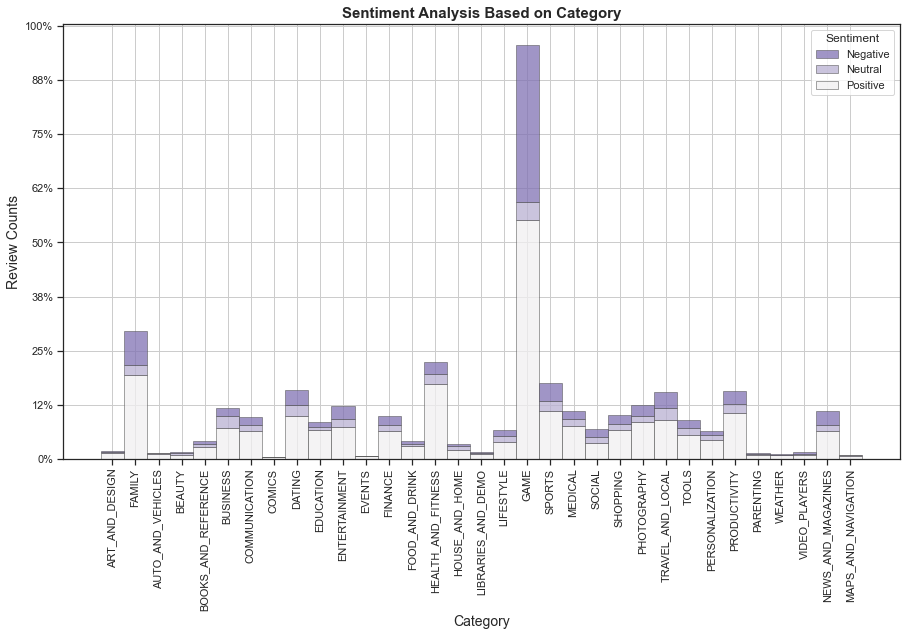 Sentiment Analysis Based on Category
Sentiment
Negative
Neutral
Positive
Review Counts
100%
88%
75%
62%
50%
38%
25%
12%
0%
ART_AND_DESIGN
FAMILY
AUTO_AND_VEHICLES
BEAUTY
BOOKS_AND_REFERENCE
BUSINESS
COMMUNICATION
COMICS
DATING
EDUCATION
ENTERTAINMENT
EVENTS
FINANCE
FOOD_AND_DRINK
HEALTH_AND_FITNESS
HOUSE_AND_HOME
LIBRARIES_AND_DEMO
LIFESTYLE
GAME
SPORTS
MEDICAL
SOCIAL
SHOPPING
PHOTOGRAPHY
TRAVEL_AND_LOCAL
TOOLS
PERSONALIZATION
PRODUCTIVITY
PARENTING
WEATHER
VIDEO_PLAYERS
NEWS_AND_MAGAZINES
MAPS_AND_NAVIGATION
Category